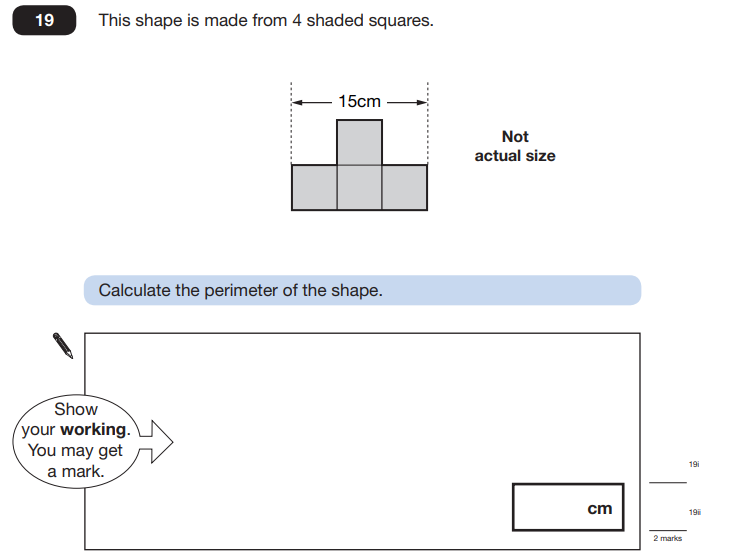 19 This shape is made from 4 shaded squares.
15cm
Not
actual size
Calculate the perimeter of the shape.
Show
your working.
You may get
a mark.
cm
19i
19ii
2 marks